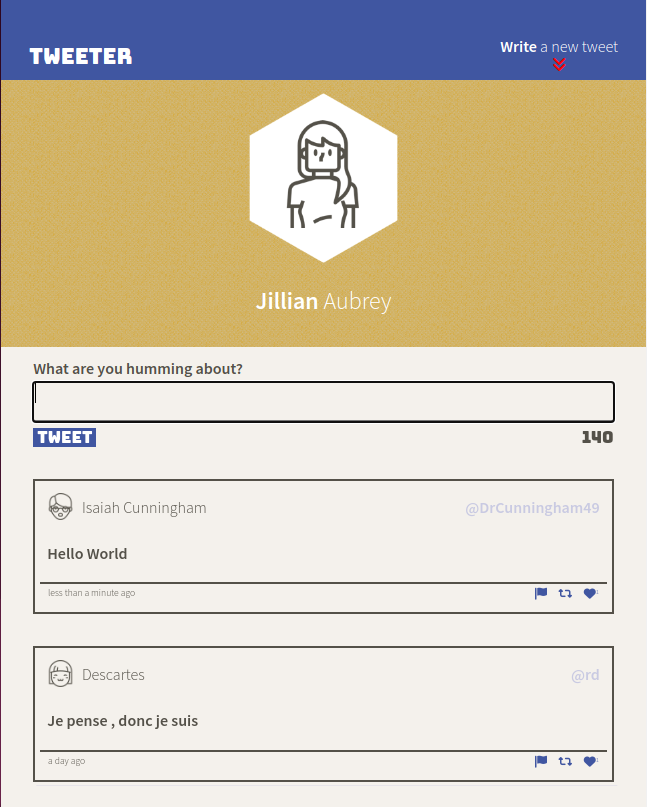 TWEETER
Write a new tweet
Jillian Aubrey
What are you humming about?
TWEET
140
Isaiah Cunningham
@DrCunningham49
Hello World
less than a minute ago
Descartes
@rd
Je pense , donc je suis
a day ago